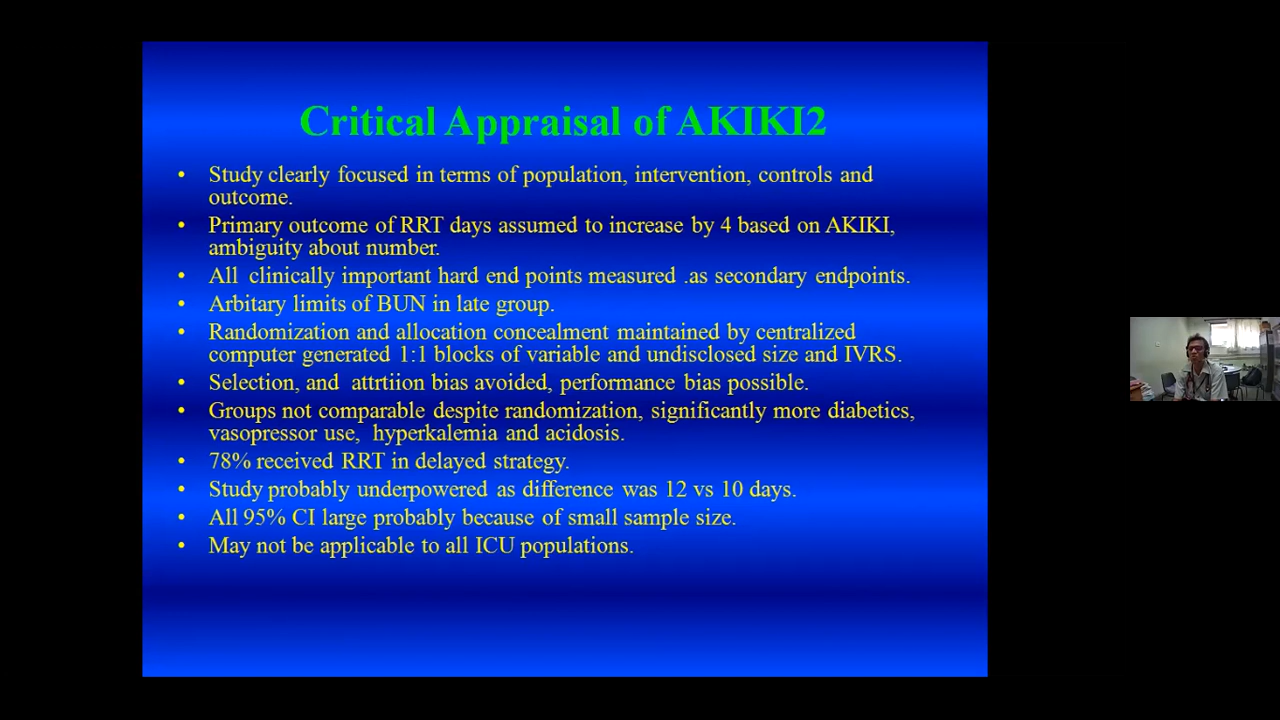 Critical Appraisal of AKIKI2
• Study clearly focused in terms of population, intervention, controls and
outcome.
• Primary outcome of RRT days assumed to increase by 4 based on AKIKI,
ambiguity about number.
• All clinically important hard end points measured .as secondary endpoints.
• Arbitary limits of BUN in late group.
• Randomization and allocation concealment maintained by centralized
computer generated 1:1 blocks of variable and undisclosed size and IVRS.
• Selection, and attrtiion bias avoided, performance bias possible.
• Groups not comparable despite randomization, significantly more diabetics,
vasopressor use, hyperkalemia and acidosis.
• 78% received RRT in delayed strategy.
• Study probably underpowered as difference was 12 vs 10 days.
• All 95% CI large probably because of small sample size.
• May not be applicable to all ICU populations.